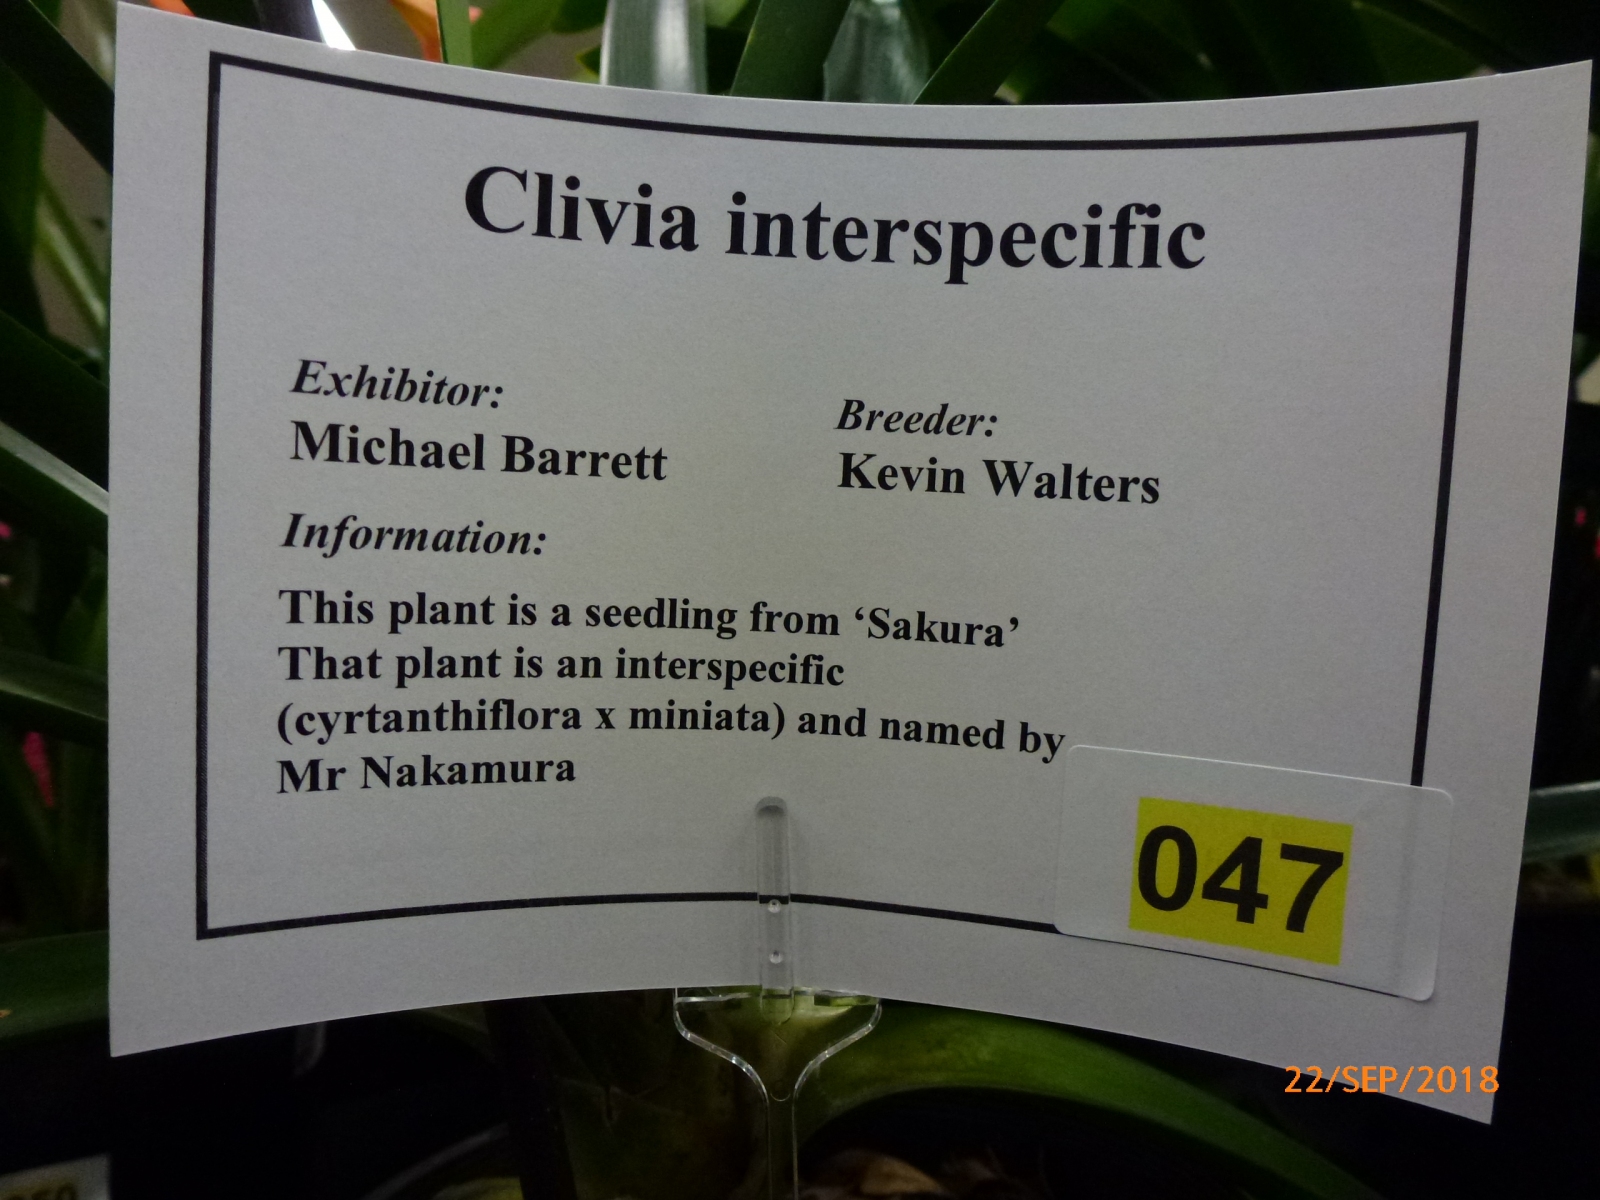 Clivia interspecific
Exhibitor:
Michael Barrett
Breeder:
Kevin Walters
Information:
This plant is a seedling from ‘Sakura’
That plant is an interspecific
(cyrtanthiflora x miniata) and named by
Mr Nakamura
047
22/SEP/2018